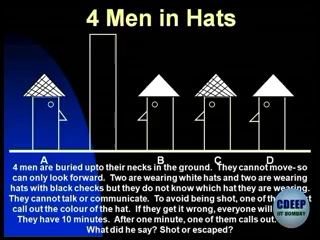 4 Men in Hats
A B C D
4 men are buried upto their necks in the ground. They cannot move- so
can only look forward. Two are wearing white hats and two are wearing
hats with black checks but they do not know which hat they are wearing.
They cannot talk or communicate. To avoid being shot, one of the
call out the colour of the hat. If they get it wrong, everyone will
They have 10 minutes. After one minute, one of them calls out.
What did he say? Shot or escaped?
CDEEP
IIT BOMBAY